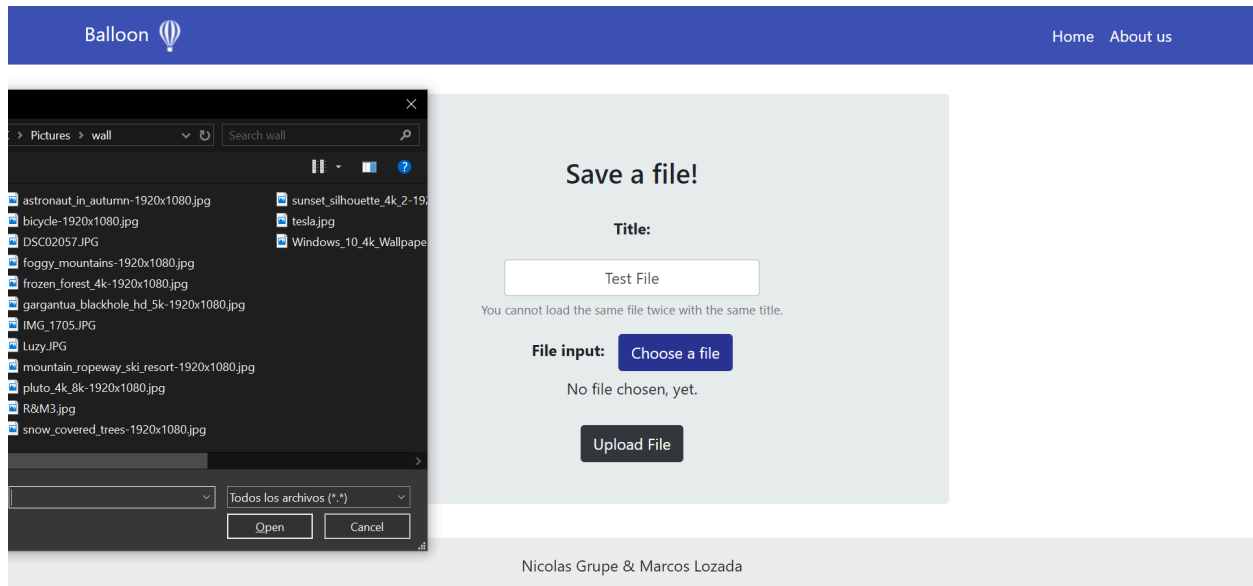 Balloon
Home About us
Pictures > wall
Search wall
astronaut_in_autumn-1920x1080.jpg
bicycle-1920x1080.jpg
DSC02057.JPG
foggy_mountains-1920x1080.jpg
frozen_forest_4k-1920x1080.jpg
gargantua_blackhole_hd_5k-1920x1080.jpg
IMG_1705.JPG
Luzy.JPG
mountain_ropeway_ski_resort-1920x1080.jpg
pluto_4k_8k-1920x1080.jpg
R&M3.jpg
snow_covered_trees-1920x1080.jpg
sunset_silhouette_4k_2-192
tesla.jpg
Windows_10_4k_Wallpape
Todos los archivos (*.*)
Open Cancel
Save a file!
Title:
Test File
You cannot load the same file twice with the same title.
File input: Choose a file
No file chosen, yet.
Upload File
Nicolas Grupe & Marcos Lozada